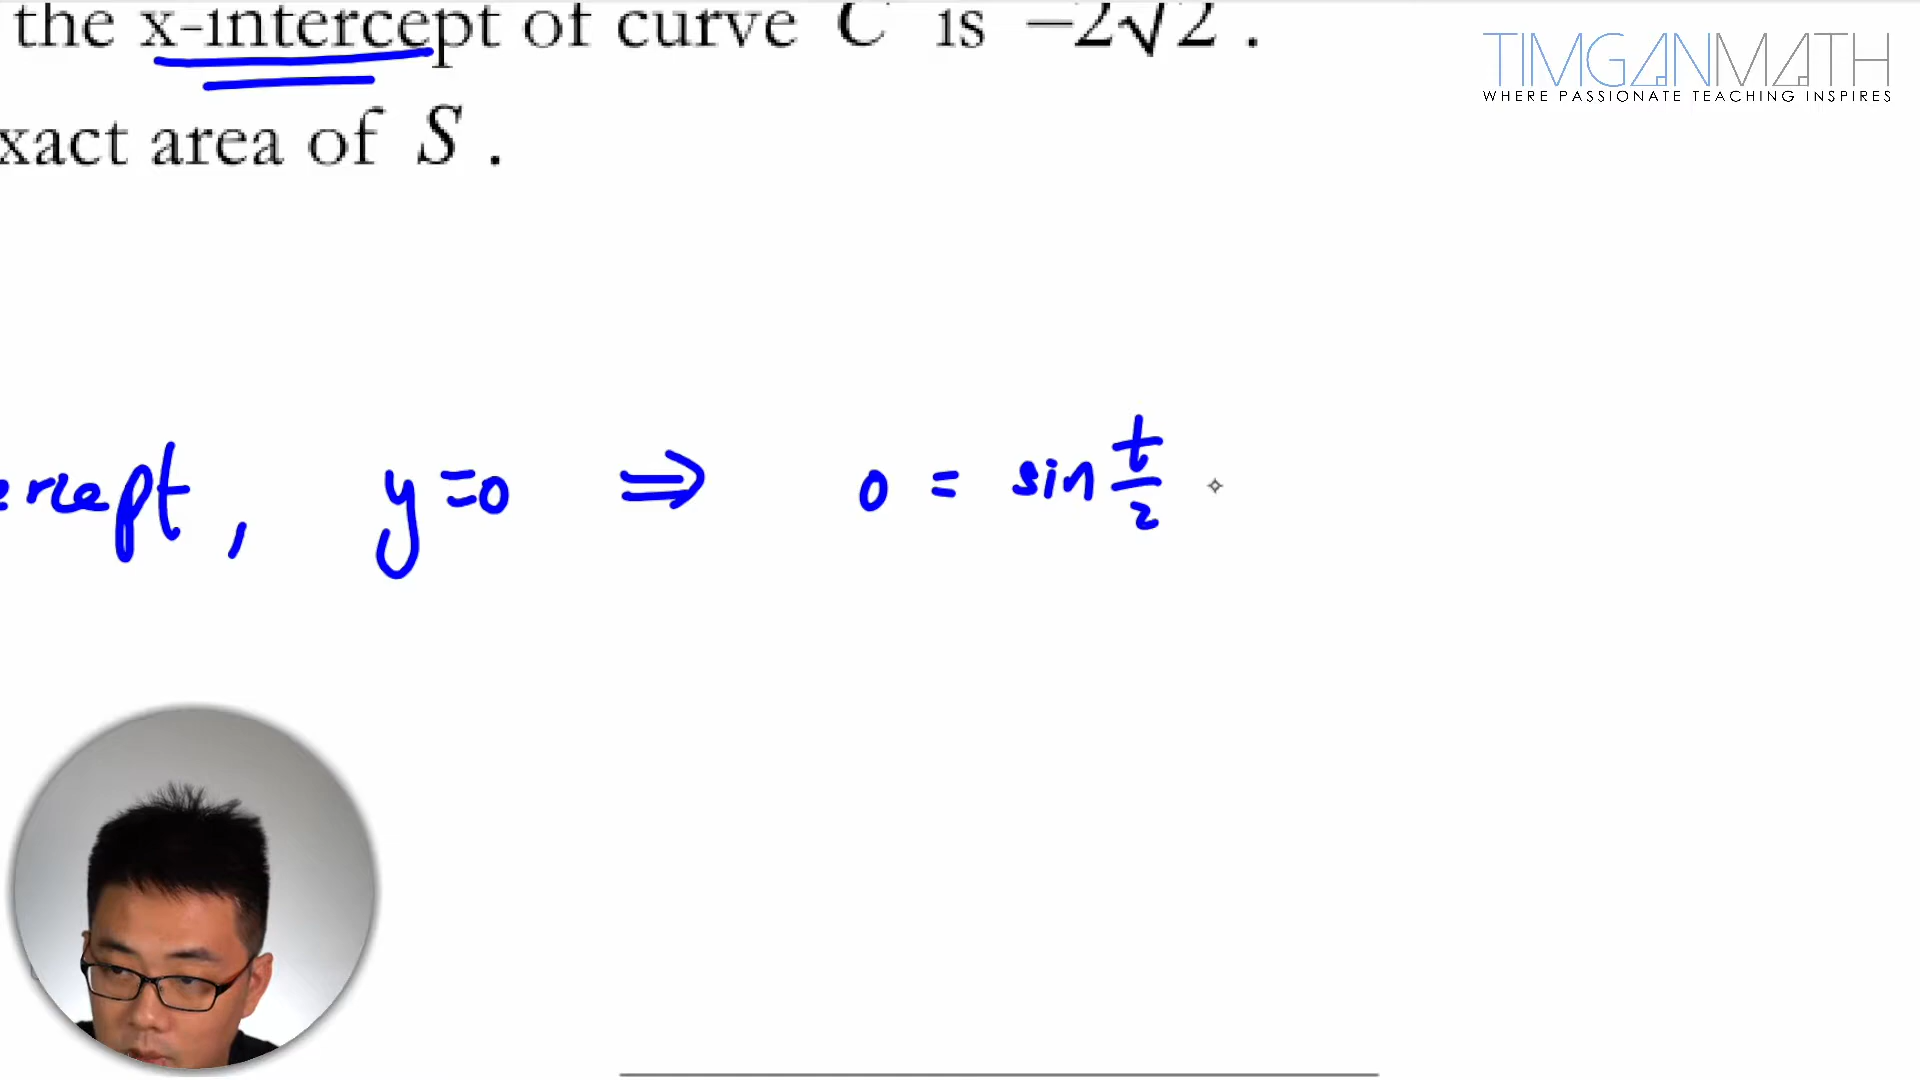 the x-intercept of curve C is −2√2 .
TIMGANMATH
WHERE PASSIONATE TEACHING INSPIRES
xact area of S .
ercept , y=0 ⇒ 0 = sin t/2